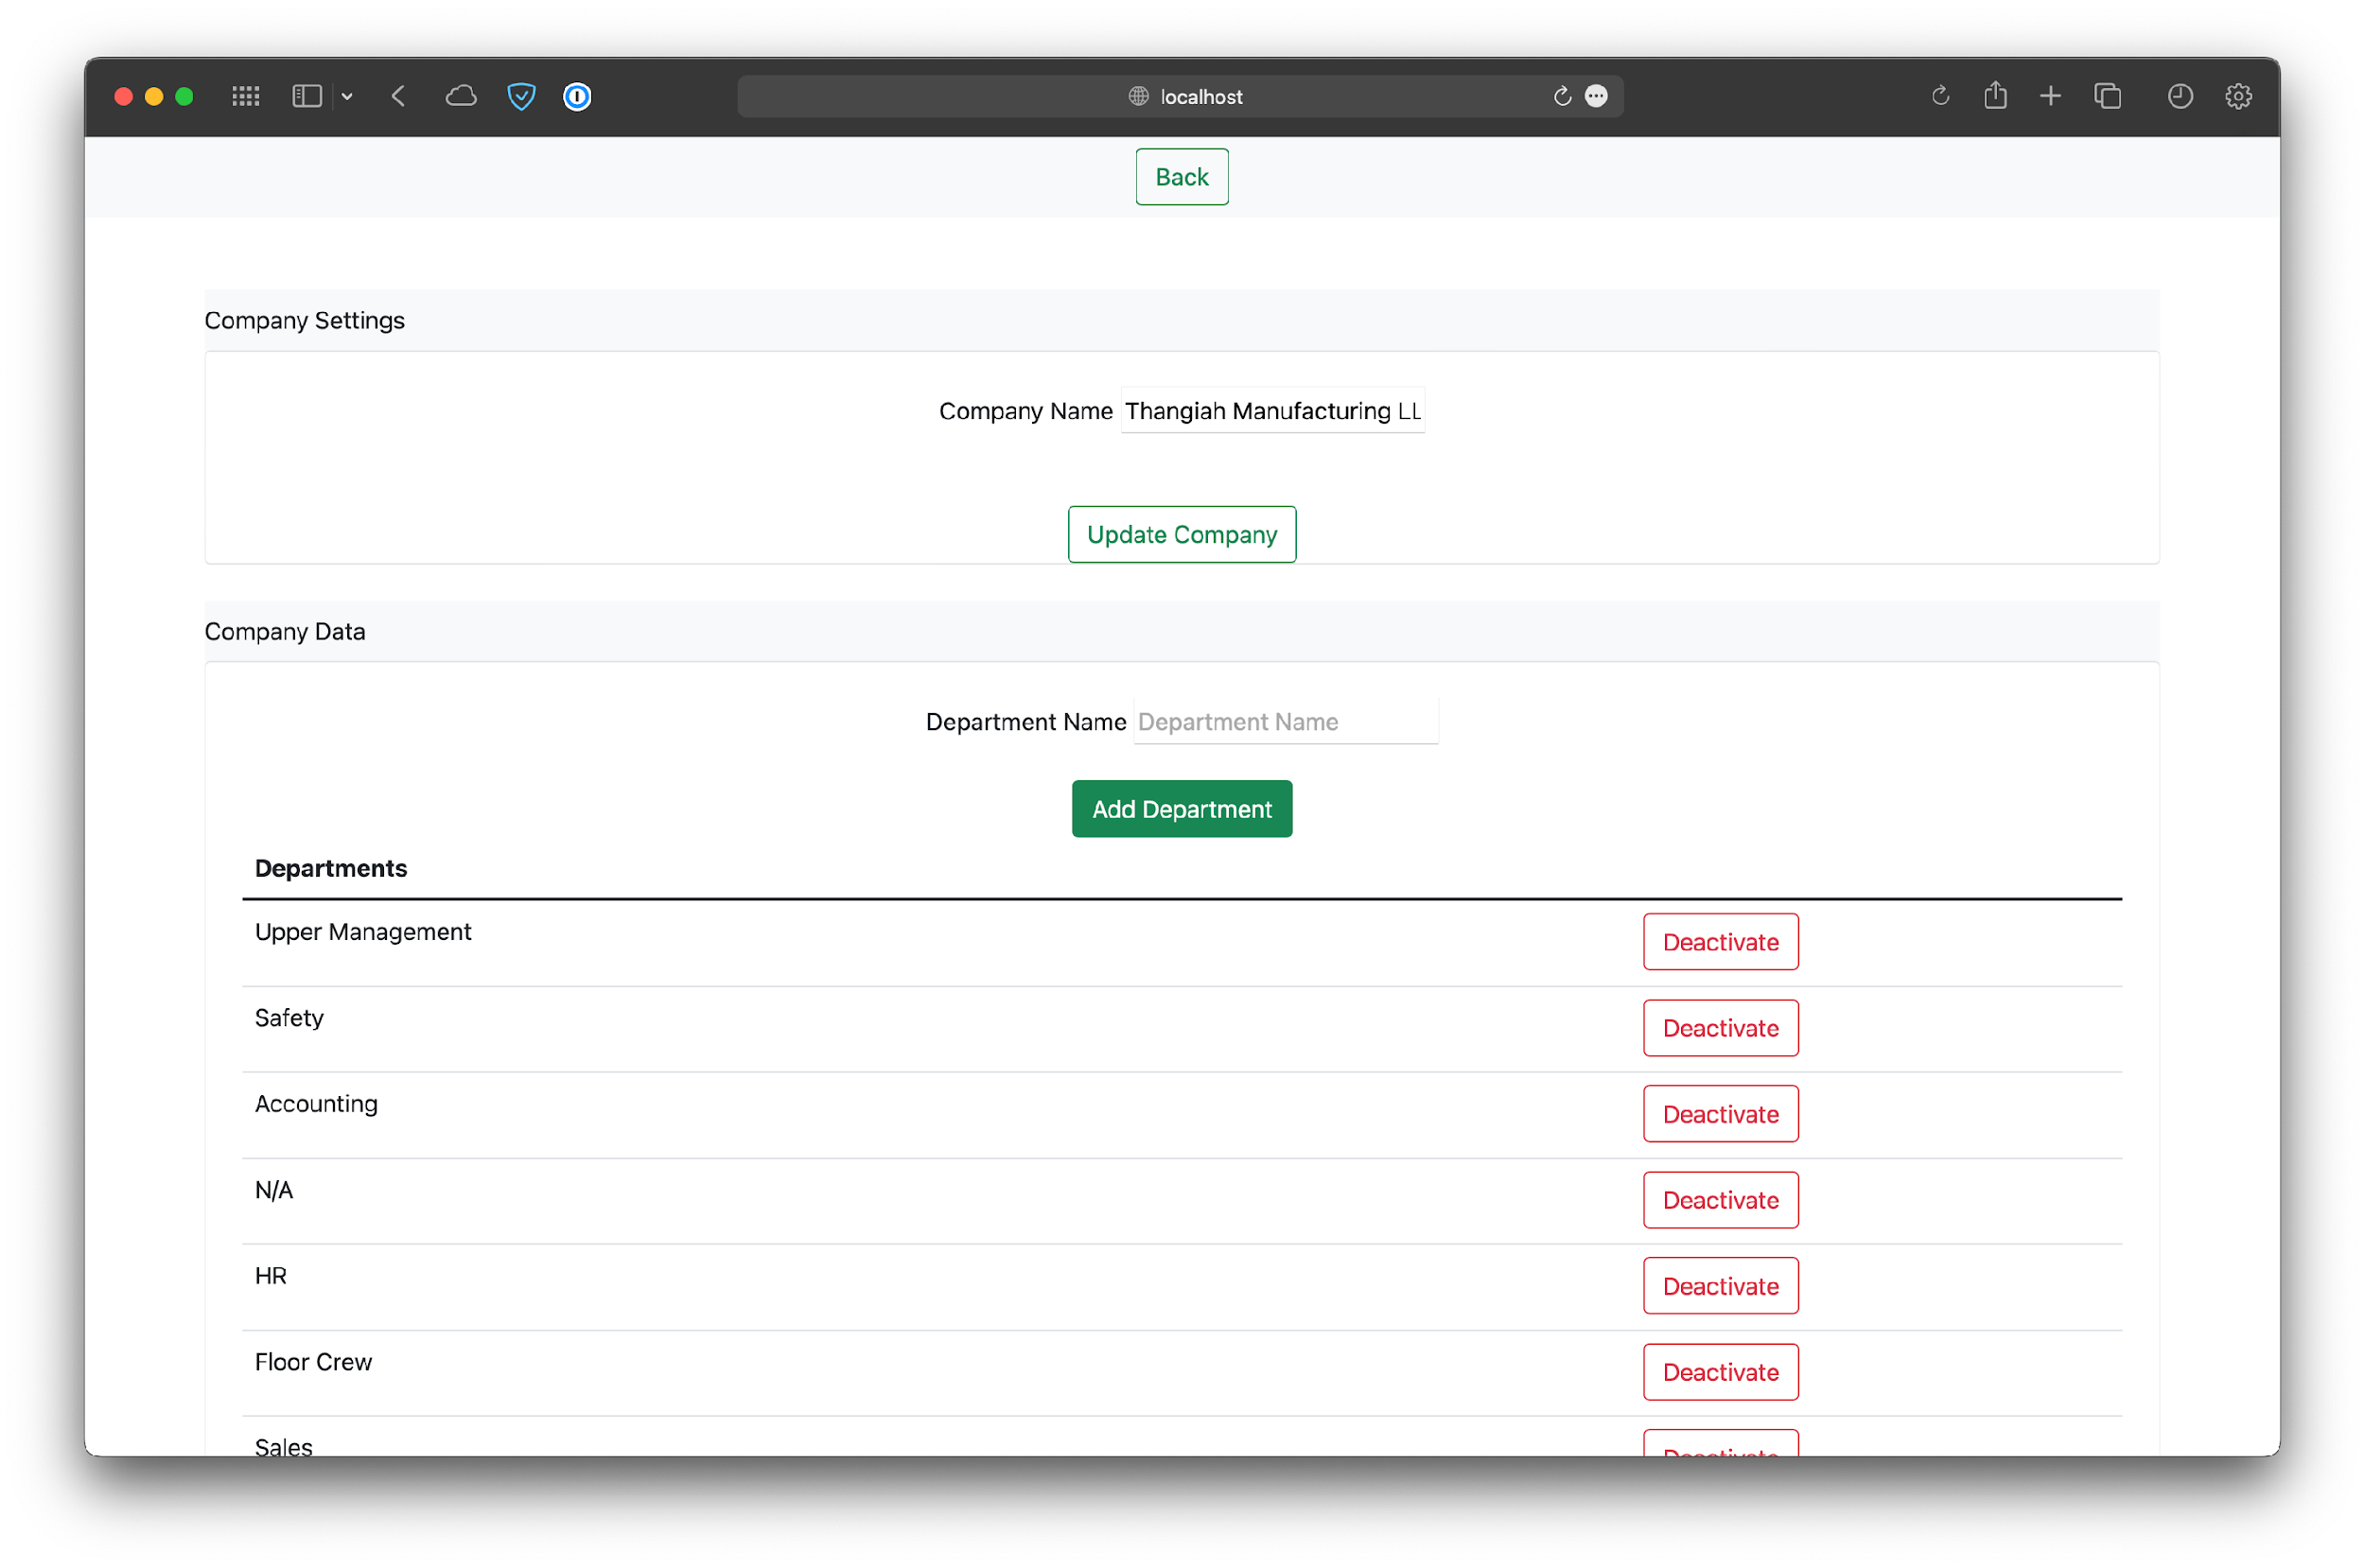 localhost
Back
Company Settings
Company Name Thangiah Manufacturing LL
Update Company
Company Data
Department Name Department Name
Add Department
Departments
Upper Management Deactivate
Safety Deactivate
Accounting Deactivate
N/A Deactivate
HR Deactivate
Floor Crew Deactivate
Sales Deactivate